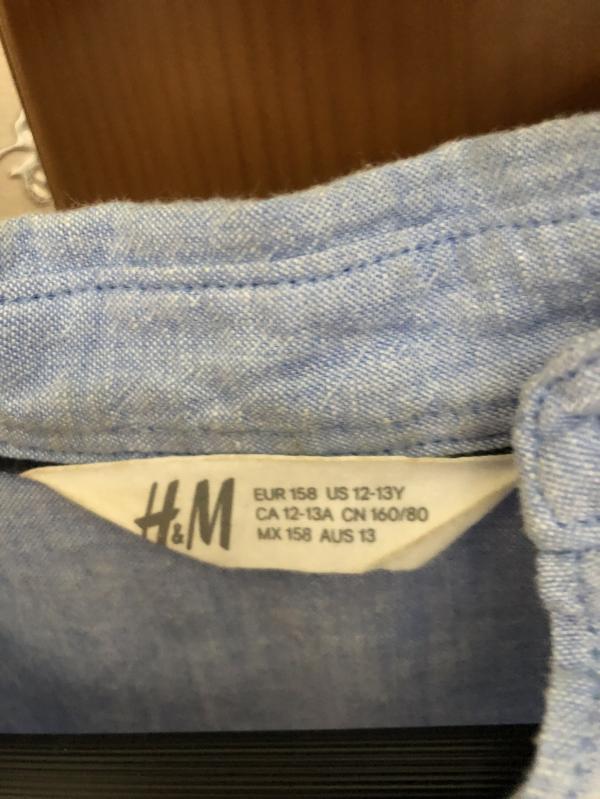 H&M
EUR 158 US 12-13Y
CA 12-13A CN 160/80
MX 158 AUS 13